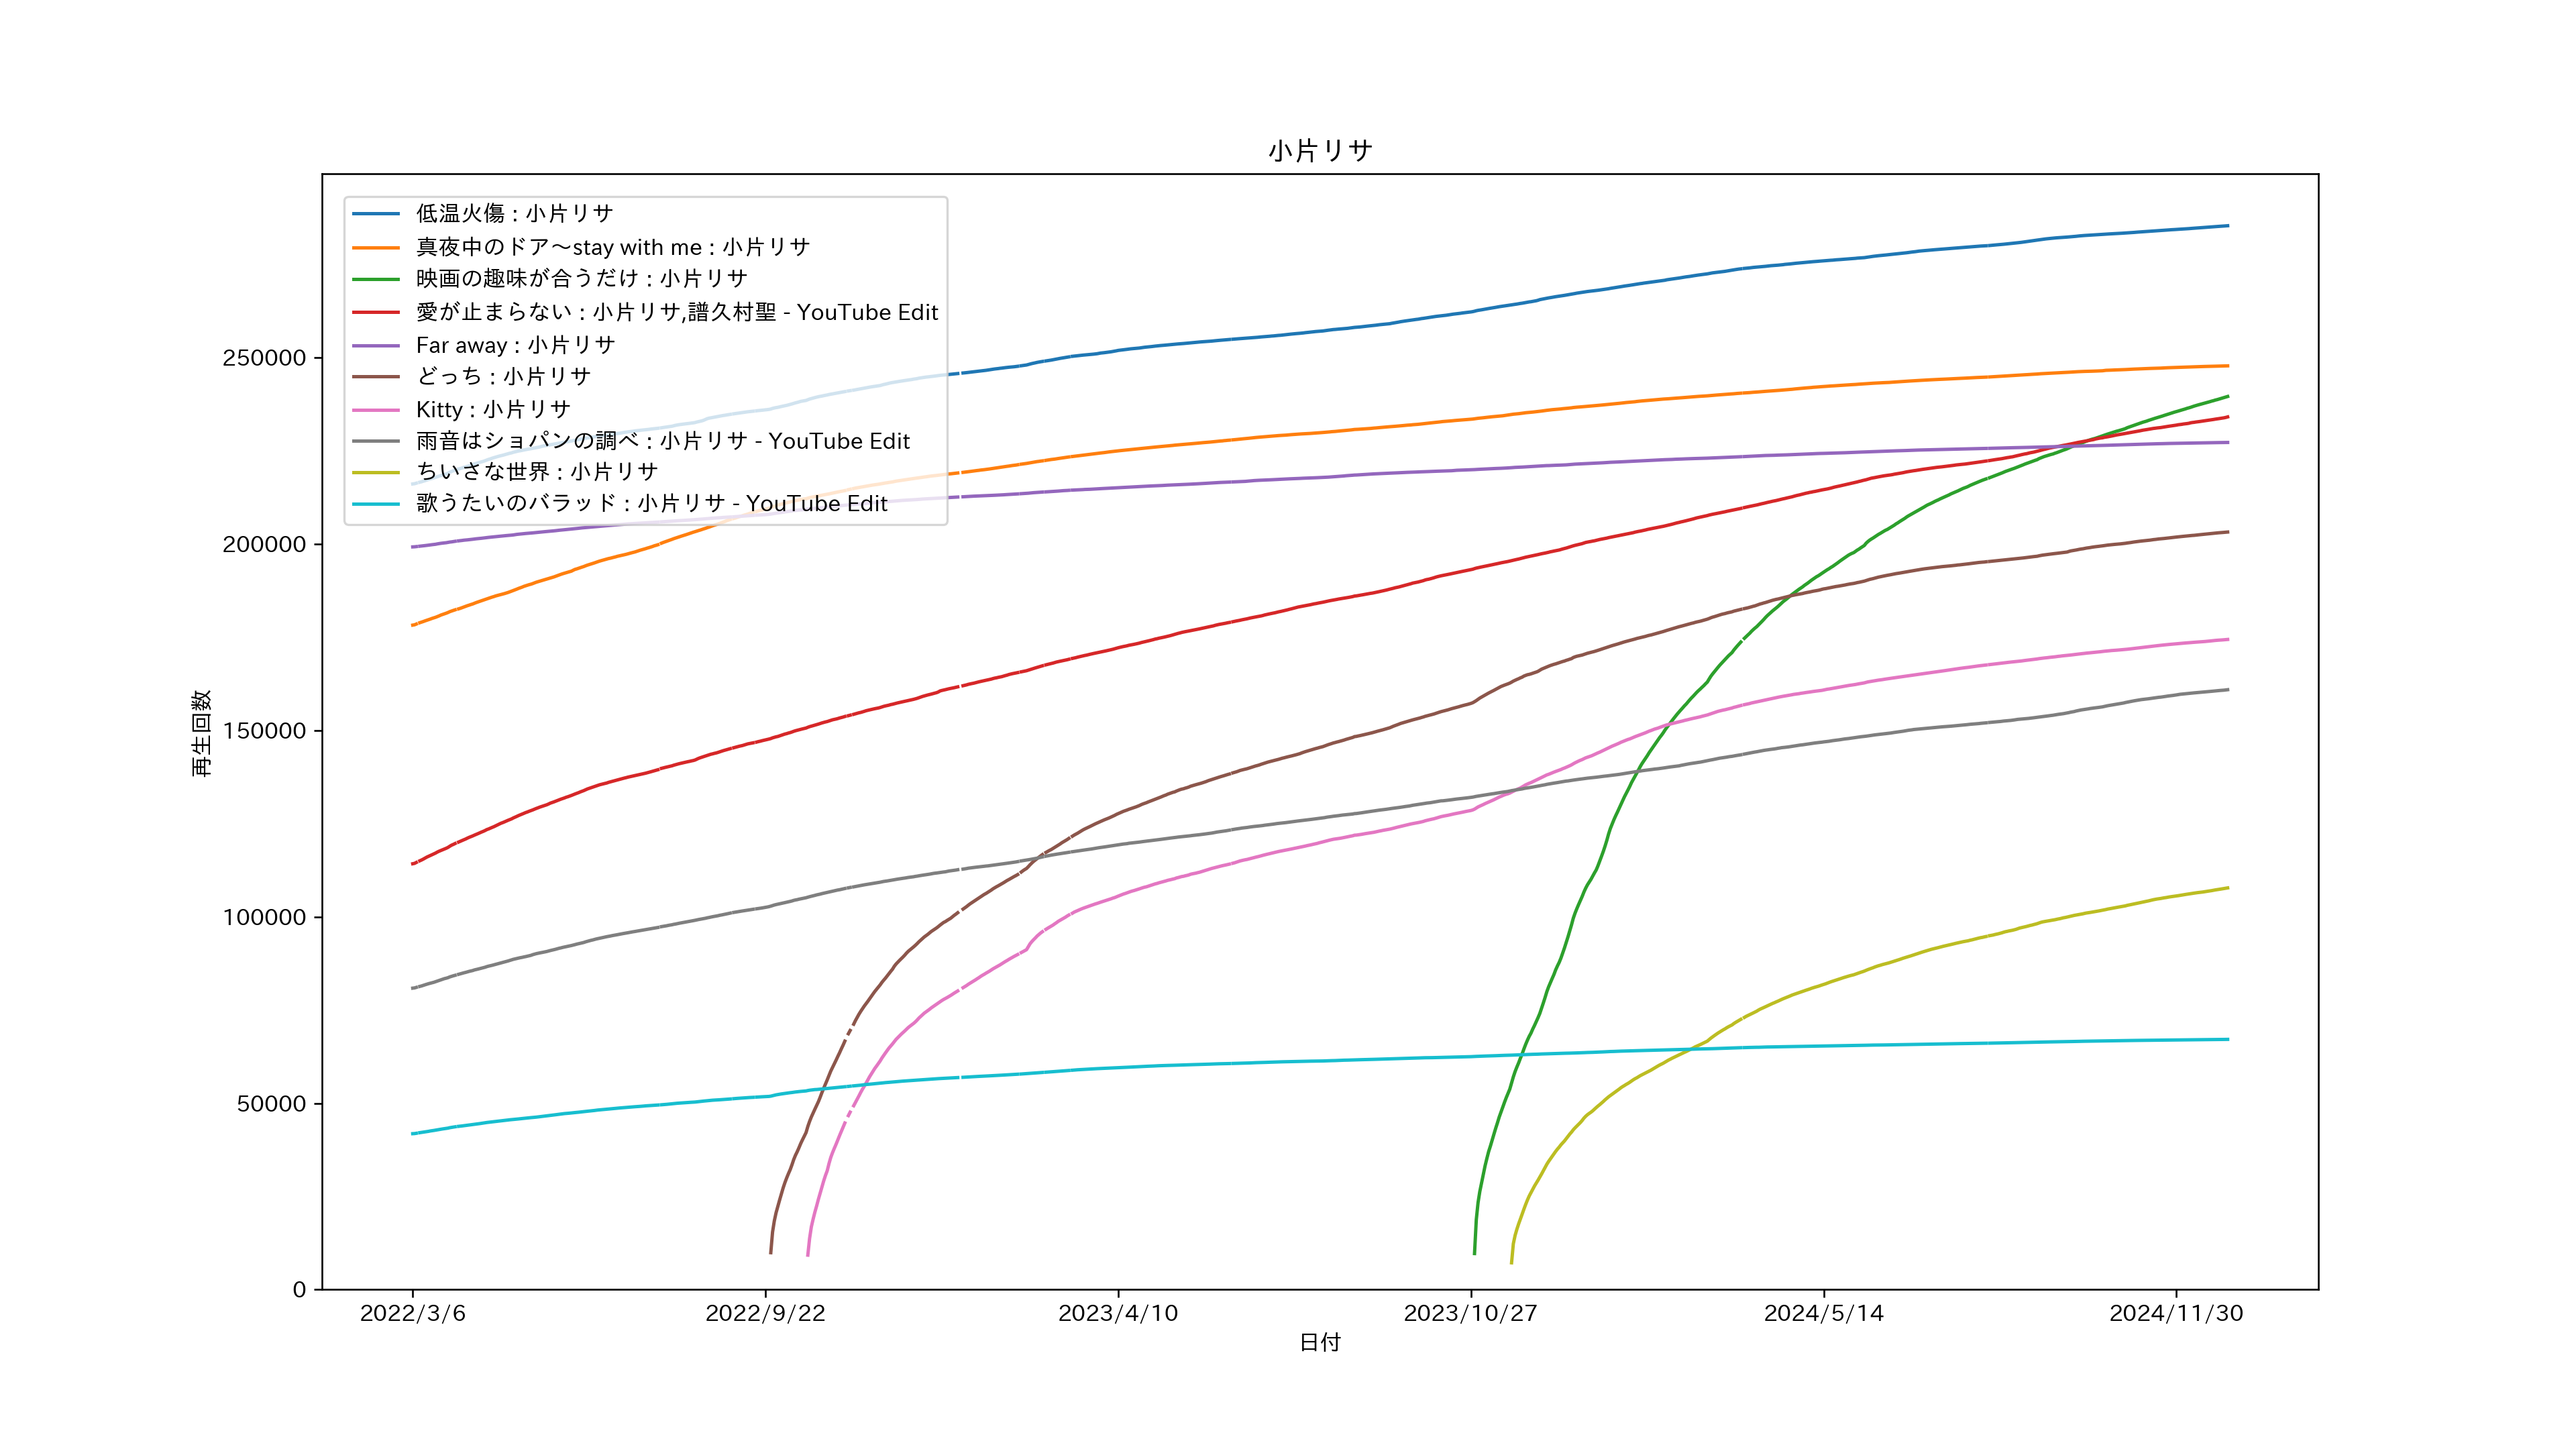 小片リサ
低温火傷 : 小片リサ
真夜中のドア〜stay with me : 小片リサ
映画の趣味が合うだけ : 小片リサ
愛が止まらない : 小片リサ,譜久村聖 - YouTube Edit
Far away : 小片リサ
どっち : 小片リサ
Kitty : 小片リサ
雨音はショパンの調べ : 小片リサ - YouTube Edit
ちいさな世界 : 小片リサ
歌うたいのバラッド : 小片リサ - YouTube Edit
再生回数
250000
200000
150000
100000
50000
0
2022/3/6
2022/9/22
2023/4/10
2023/10/27
2024/5/14
2024/11/30
日付